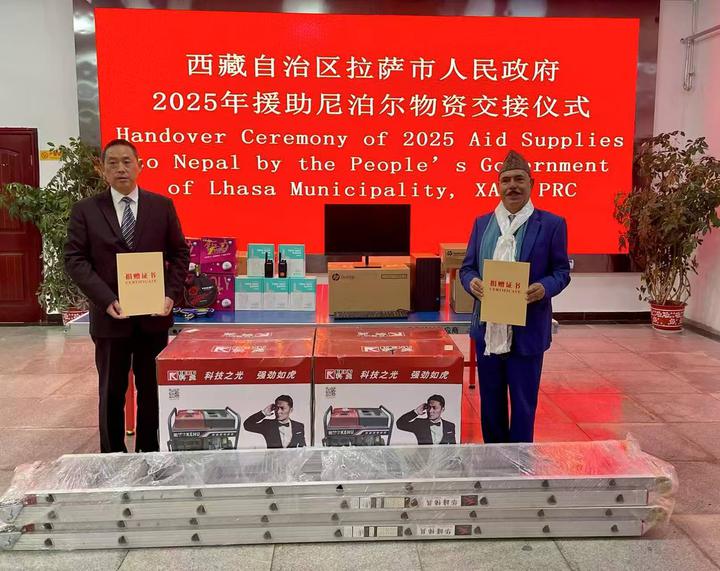 西藏自治区拉萨市人民政府
2025年援助尼泊尔物资交接仪式
Handover Ceremony of 2025 Aid Supplies
to Nepal by the People's Government
of Lhasa Municipality, XA PRC
捐赠证书
CERTIFICATE
捐赠证书
CERTIFICATE
hp
科技之光 强劲如虎
科技之光 强劲如虎